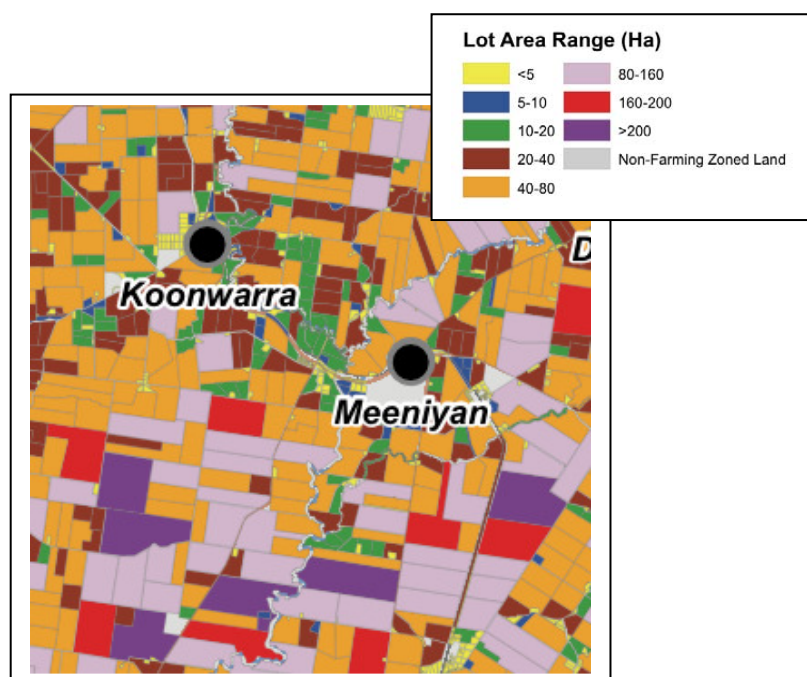 Lot Area Range (Ha)
<5
5-10
10-20
20-40
40-80
80-160
160-200
>200
Non-Farming Zoned Land
D
Koonwarra
Meeniyan